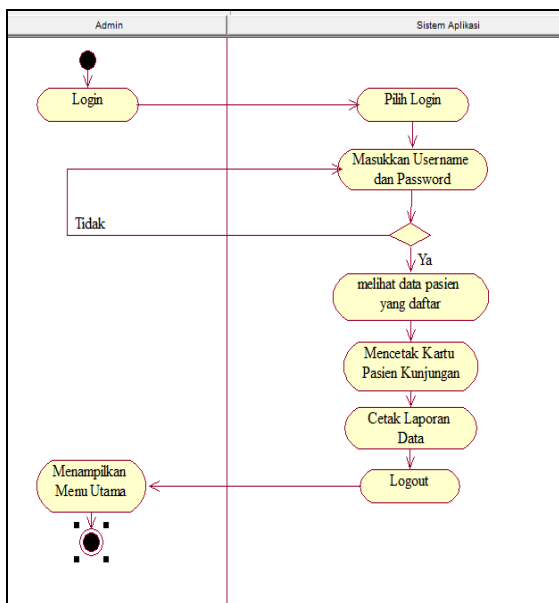 Admin
Sistem Aplikasi
Login
Pilih Login
Masukkan Username
dan Password
Tidak
Ya
melihat data pasien
yang daftar
Mencetak Kartu
Pasien Kunjungan
Cetak Laporan
Data
Menampilkan
Menu Utama
Logout